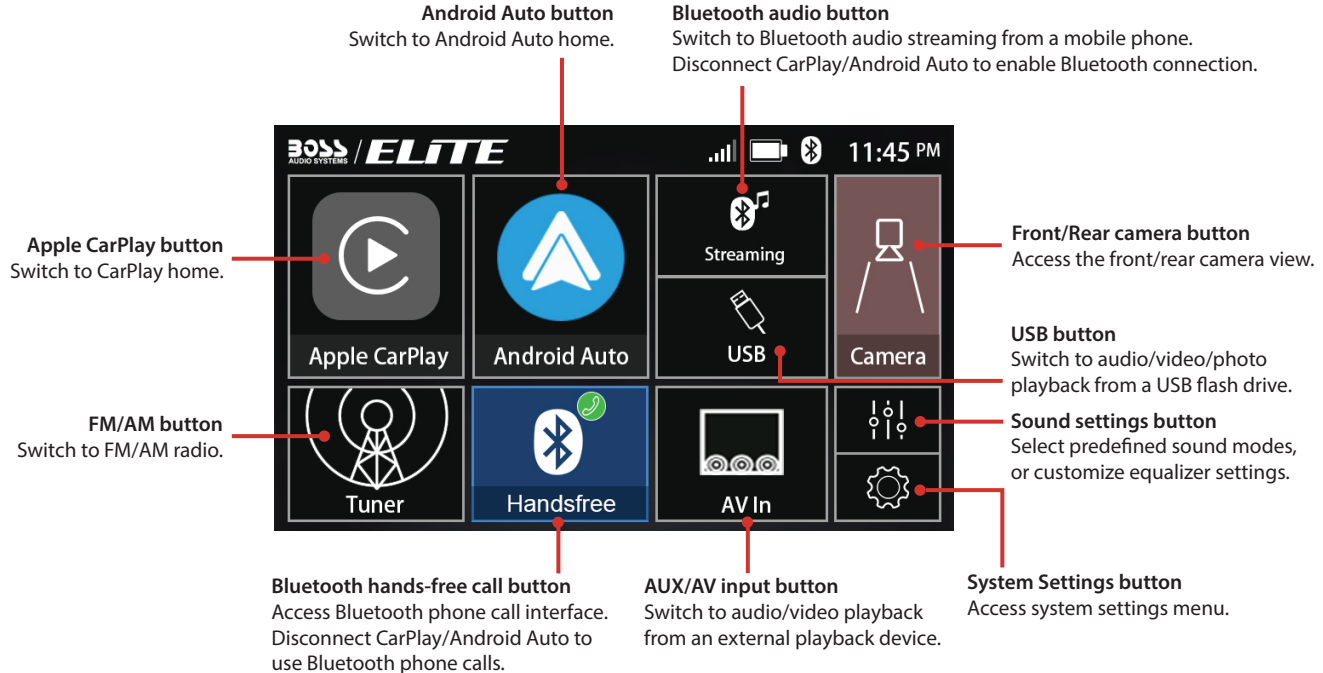 Android Auto button
Switch to Android Auto home.
Bluetooth audio button
Switch to Bluetooth audio streaming from a mobile phone.
Disconnect CarPlay/Android Auto to enable Bluetooth connection.
BOSS
AUDIO SYSTEMS
/ ELITE
11:45 PM
Apple CarPlay button
Switch to CarPlay home.
Apple CarPlay
Android Auto
Streaming
USB
Camera
Front/Rear camera button
Access the front/rear camera view.
USB button
Switch to audio/video/photo
playback from a USB flash drive.
FM/AM button
Switch to FM/AM radio.
Tuner
Handsfree
AV In
Sound settings button
Select predefined sound modes,
or customize equalizer settings.
Bluetooth hands-free call button
Access Bluetooth phone call interface.
Disconnect CarPlay/Android Auto to
use Bluetooth phone calls.
AUX/AV input button
Switch to audio/video playback
from an external playback device.
System Settings button
Access system settings menu.